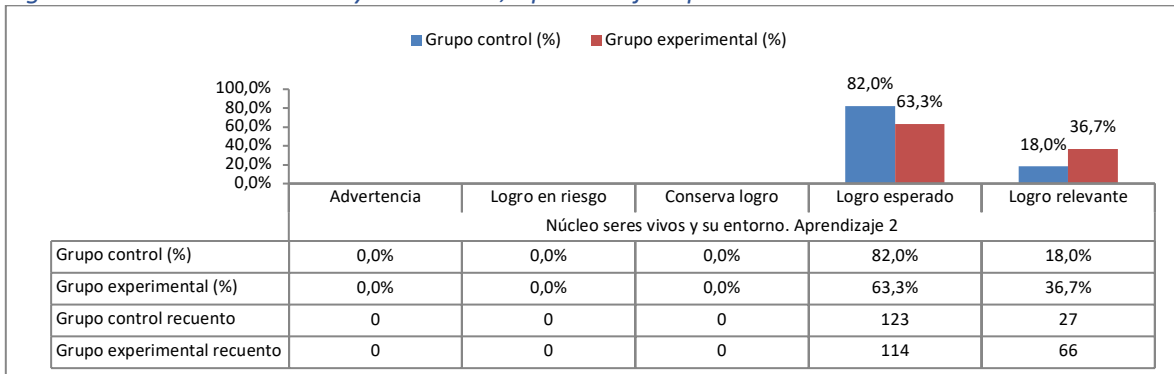 Grupo control (%) Grupo experimental (%)
100,0%
80,0%
60,0%
40,0%
20,0%
0,0%
82,0%
63,3%
18,0%
36,7%
Advertencia Logro en riesgo Conserva logro Logro esperado Logro relevante
Núcleo seres vivos y su entorno. Aprendizaje 2
Grupo control (%) 0,0% 0,0% 0,0% 82,0% 18,0%
Grupo experimental (%) 0,0% 0,0% 0,0% 63,3% 36,7%
Grupo control recuento 0 0 0 123 27
Grupo experimental recuento 0 0 0 114 66